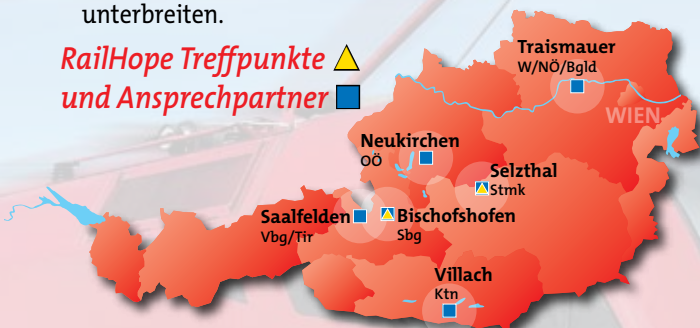 unterbreiten.
RailHope Treffpunkte
und Ansprechpartner
Traismauer
W/NÖ/Bgld
WIEN
Neukirchen
OÖ
Selzthal
Stmk
Saalfelden
Vbg/Tir
Bischofshofen
Sbg
Villach
Ktn